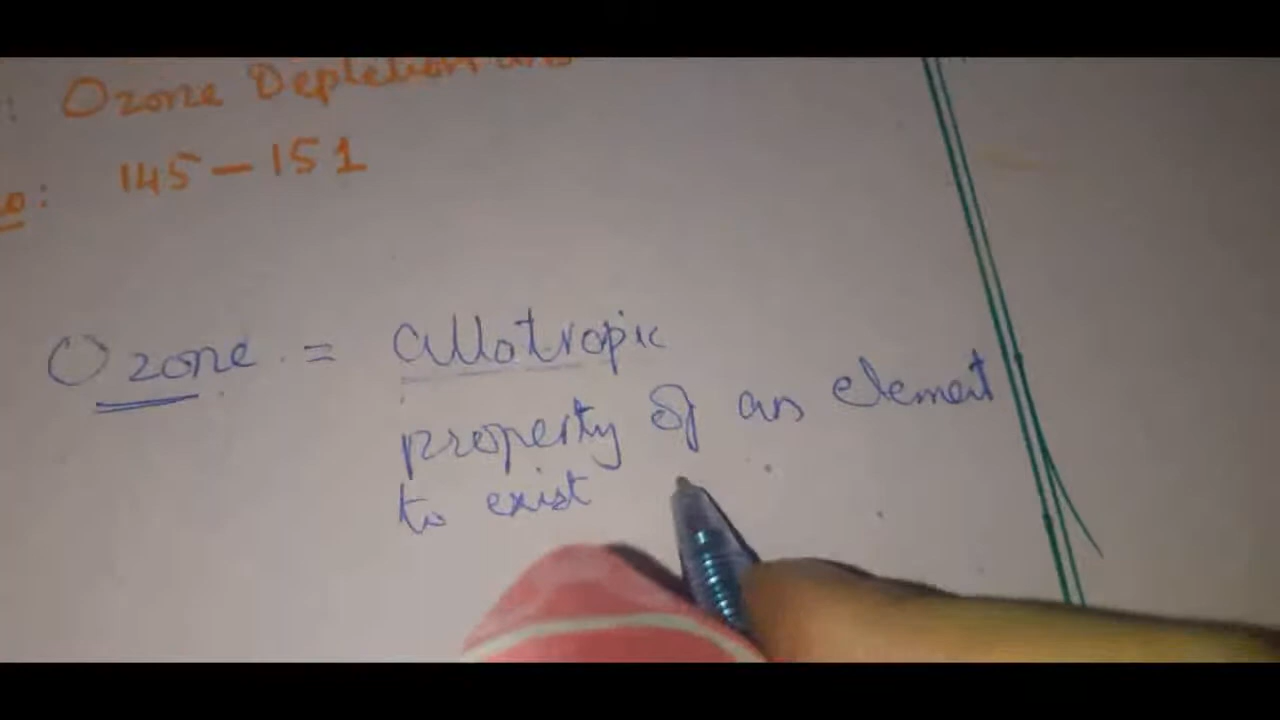 : Ozone Depletion
: 145-151
Ozone = allotropic
property of an element
to exist